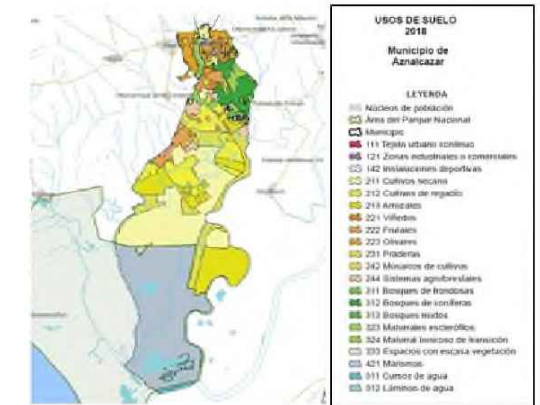 USOS DE SUELO
2018
Municipio de
Aznalcazar
LEYENDA
Núcleos de población
Área del Parque Nacional
Municipio
111 Tejido urbano continuo
121 Zonas industriales o comerciales
142 Instalaciones deportivas
211 Cultivos secano
212 Cultivos de regadío
213 Arrozales
221 Viñedos
222 Frutales
223 Olivares
231 Praderas
242 Mosaicos de cultivos
244 Sistemas agroforestales
311 Bosques de frondosas
312 Bosques de coníferas
313 Bosques mixtos
323 Matorrales esclerófilos
324 Matorral boscoso de transición
333 Espacios con escasa vegetación
421 Marismas
511 Cursos de agua
512 Láminas de agua